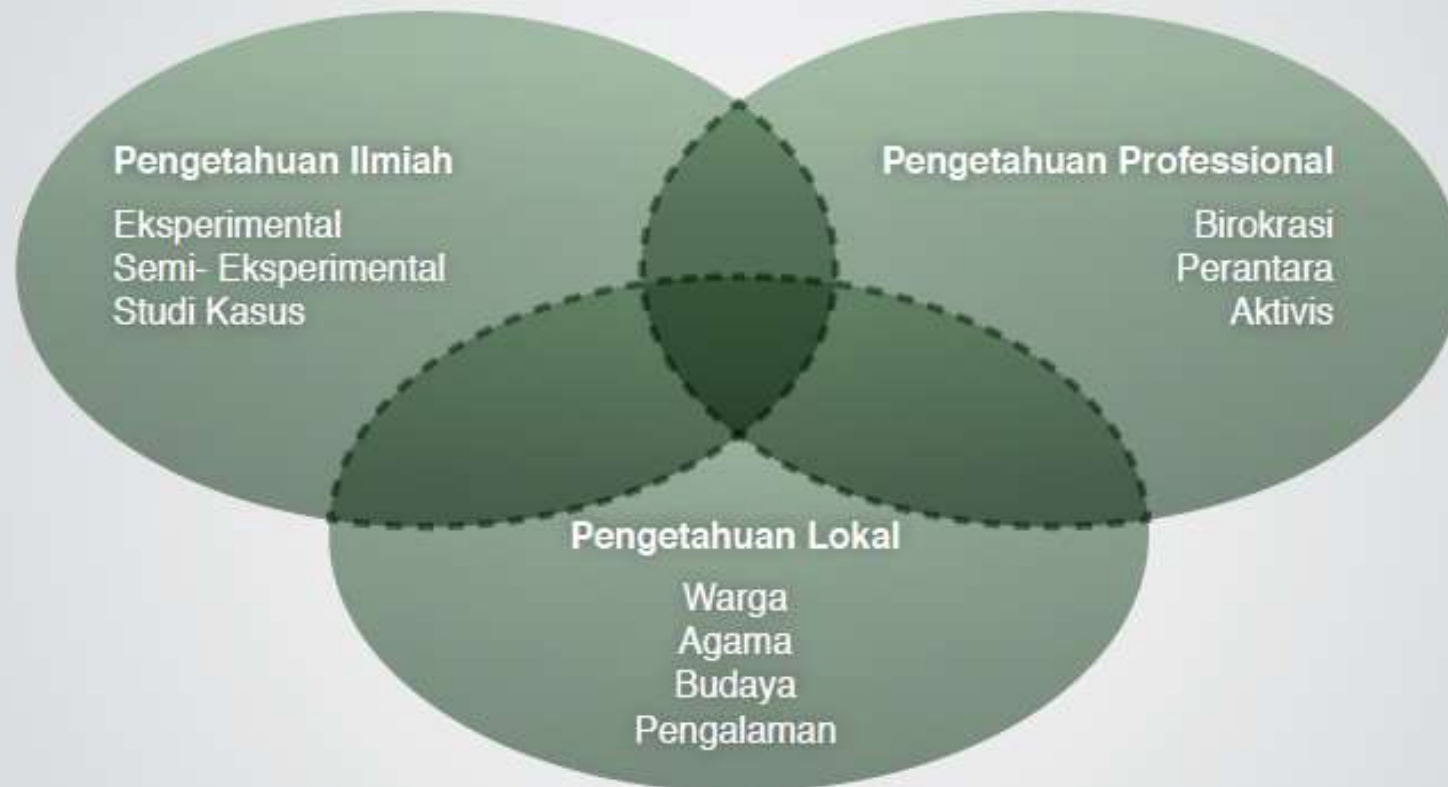 Pengetahuan Ilmiah
Eksperimental
Semi- Eksperimental
Studi Kasus
Pengetahuan Professional
Birokrasi
Perantara
Aktivis
Pengetahuan Lokal
Warga
Agama
Budaya
Pengalaman